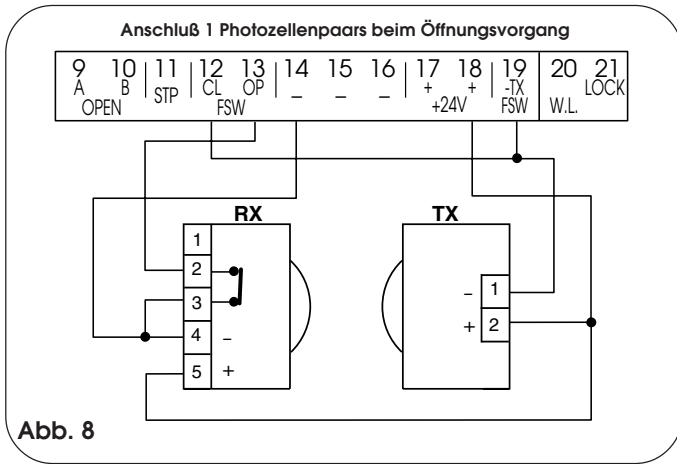 Anschluß 1 Photozellenpaars beim Öffnungsvorgang
9 10 11 12 13 14 15 16 17 18 19 20 21
A B STP CL OP _ _ _ + + -TX LOCK
OPEN FSW +24V FSW W.L.
RX TX
1
2
3
4 –
5 +
– 1
+ 2
Abb. 8